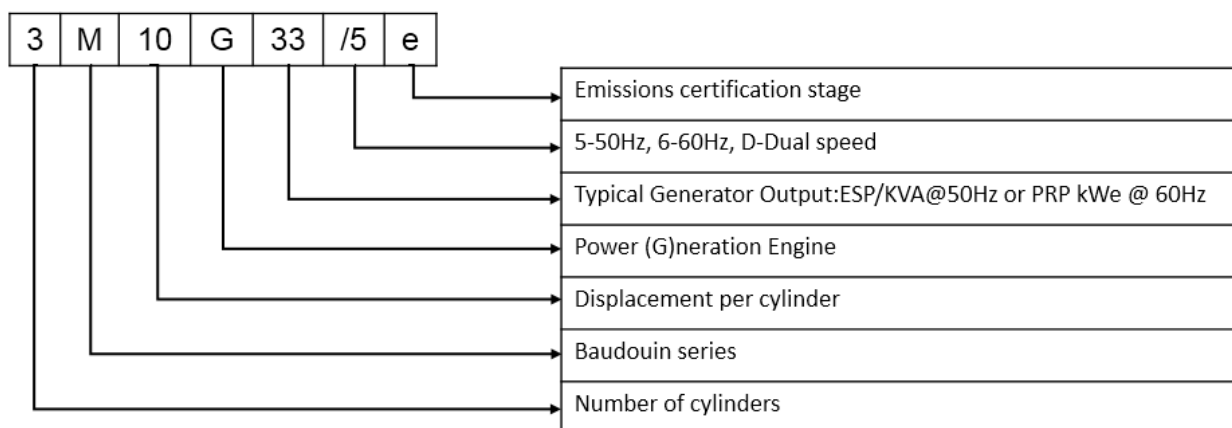 3 M 10 G 33 /5 e
Emissions certification stage
5-50Hz, 6-60Hz, D-Dual speed
Typical Generator Output:ESP/KVA@50Hz or PRP kWe @ 60Hz
Power (G)neration Engine
Displacement per cylinder
Baudouin series
Number of cylinders